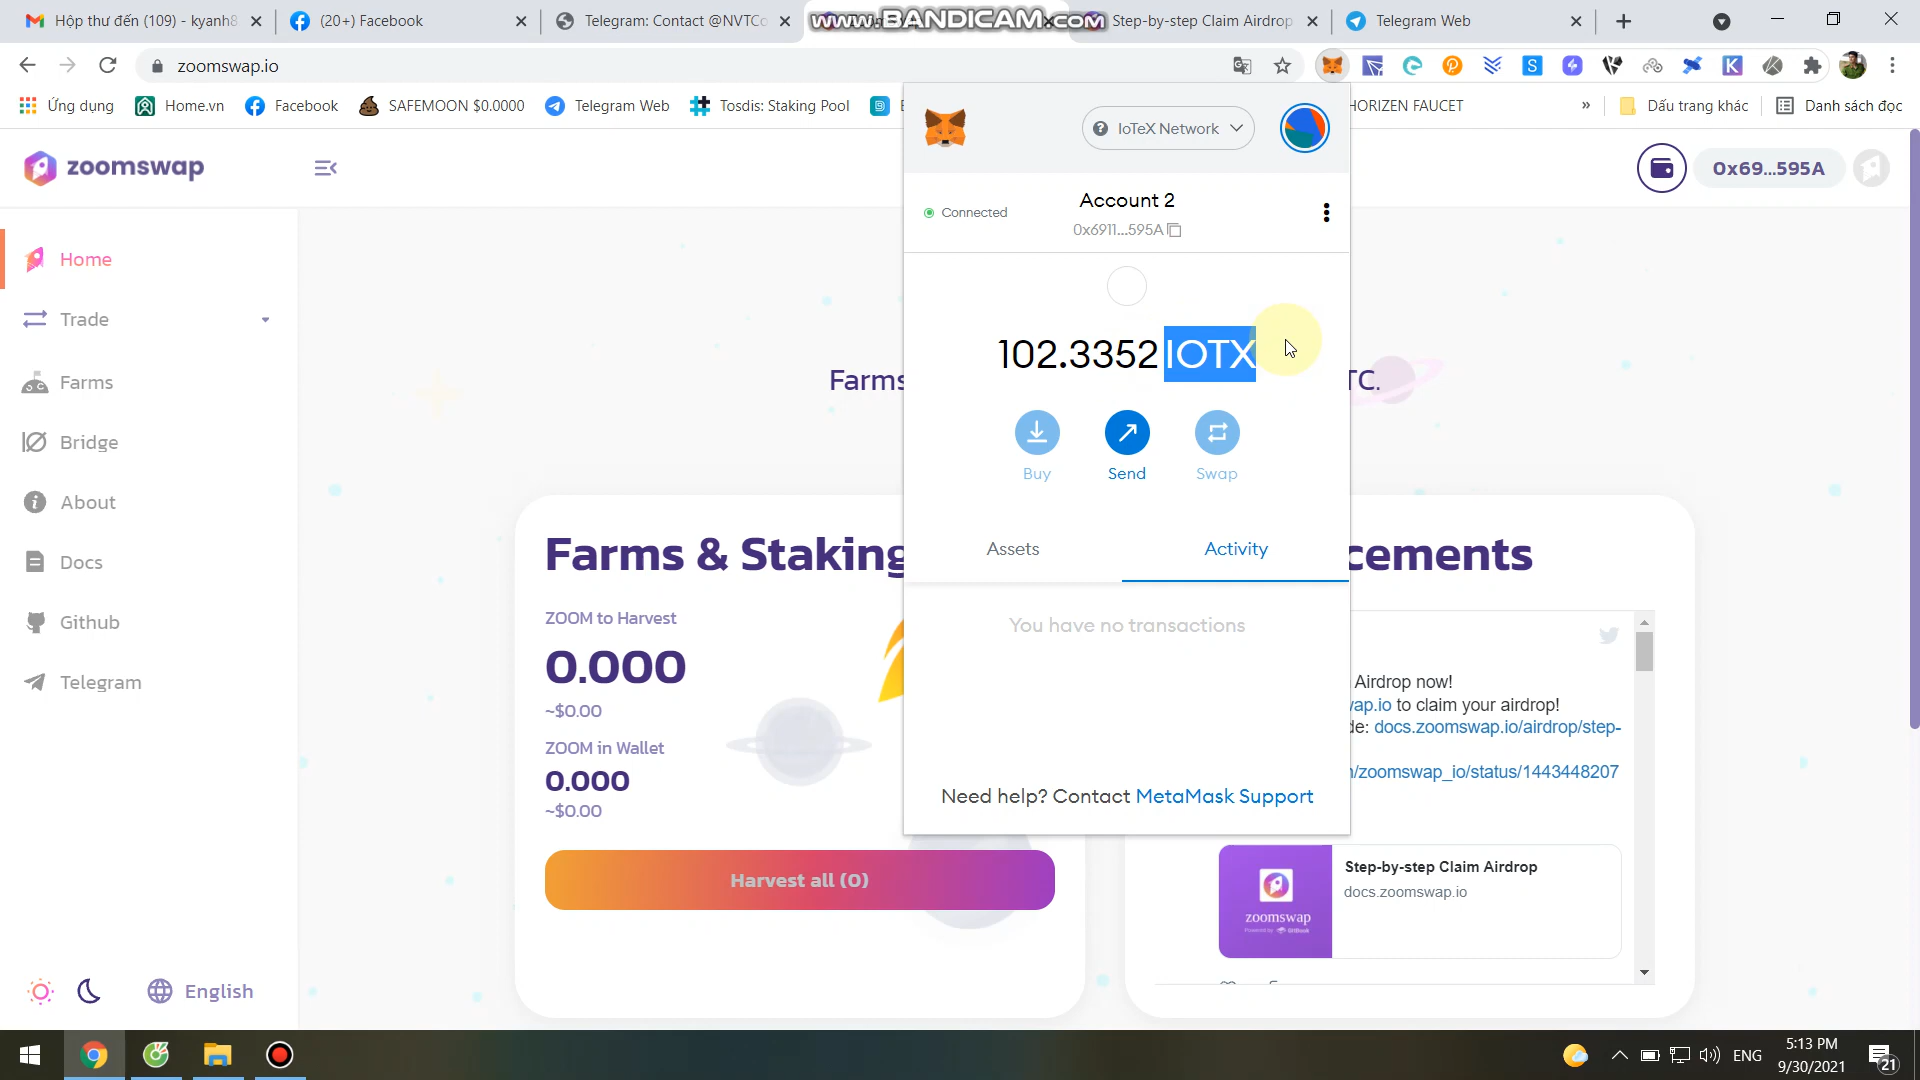 Hộp thư đến (109) - kyanh8
(20+) Facebook
Telegram: Contact @NVTCo
www.BANDICAM.com
Step-by-step Claim Airdrop
Telegram Web
zoomswap.io
Ứng dụng
Home.vn
Facebook
SAFEMOON $0.0000
Telegram Web
Tosdis: Staking Pool
HORIZEN FAUCET
»
Dấu trang khác
Danh sách đọc
zoomswap
0x69...595A
IoTeX Network
Connected
Account 2
0x6911...595A
Home
Trade
Farms
Bridge
About
Docs
Github
Telegram
English
102.3352 IOTX
Buy
Send
Swap
Assets
Activity
You have no transactions
Need help? Contact MetaMask Support
Farms
TC.
Farms & Staking
ZOOM to Harvest
0.000
~$0.00
ZOOM in Wallet
0.000
~$0.00
Harvest all (0)
cements
Airdrop now!
ap.io to claim your airdrop!
de: docs.zoomswap.io/airdrop/step-
/zoomswap_io/status/1443448207
zoomswap
Powered by GitBook
Step-by-step Claim Airdrop
docs.zoomswap.io
ENG
5:13 PM
9/30/2021
21